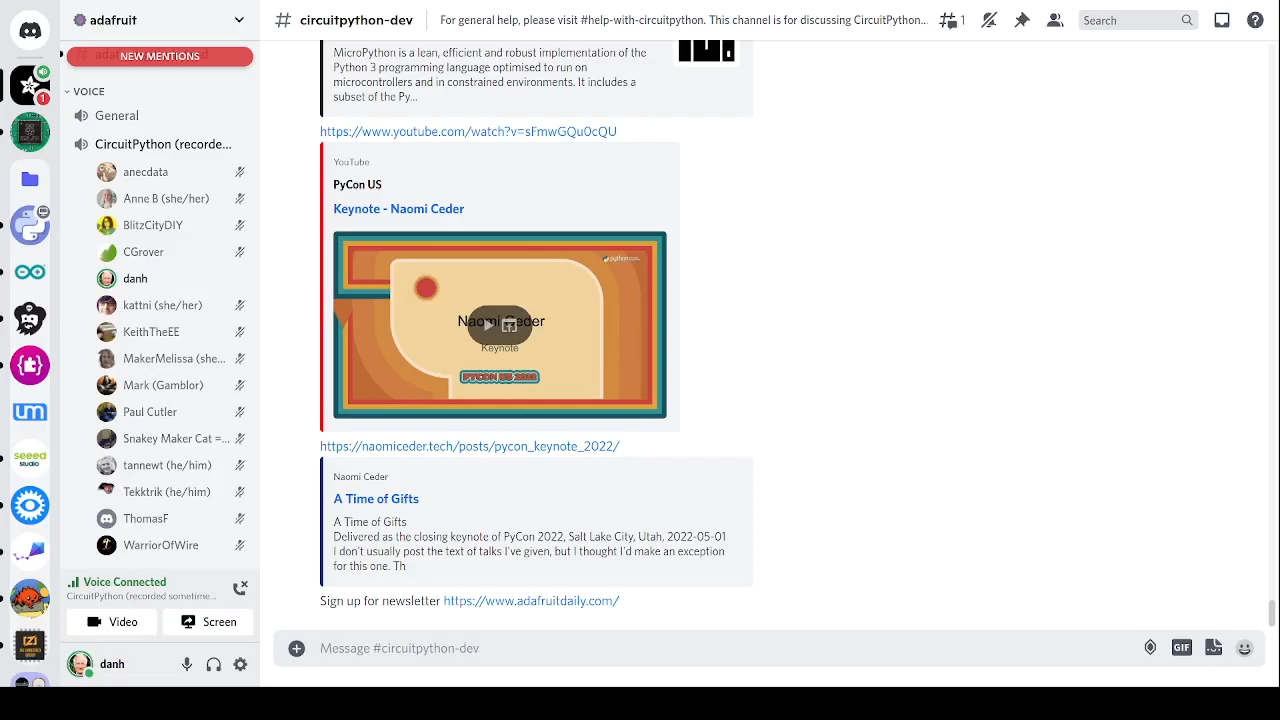 adafruit
# circuitpython-dev
For general help, please visit #help-with-circuitpython. This channel is for discussing CircuitPython...
1
Search
NEW MENTIONS
1
VOICE
General
CircuitPython (recorde...
anecdata
Anne B (she/her)
BlitzCityDIY
CGrover
danh
kattni (she/her)
KeithTheEE
MakerMelissa (she...
Mark (Gamblor)
Paul Cutler
Snakey Maker Cat =...
tannewt (he/him)
Tekktrik (he/him)
ThomasF
WarriorOfWire
Voice Connected
CircuitPython (recorded sometime...
Video
Screen
danh
um
seeed
studio
MicroPython is a lean, efficient and robust implementation of the
Python 3 programming language optimised to run on
microcontrollers and in constrained environments. It includes a
subset of the Py...
https://www.youtube.com/watch?v=sFmwGQu0cQU
YouTube
PyCon US
Keynote - Naomi Ceder
python
Naomi Ceder
Keynote
PYCON US 2022
https://naomiceder.tech/posts/pycon_keynote_2022/
Naomi Ceder
A Time of Gifts
A Time of Gifts
Delivered as the closing keynote of PyCon 2022, Salt Lake City, Utah, 2022-05-01
I don't usually post the text of talks I've given, but I thought I'd make an exception
for this one. Th
Sign up for newsletter https://www.adafruitdaily.com/
Message #circuitpython-dev
GIF